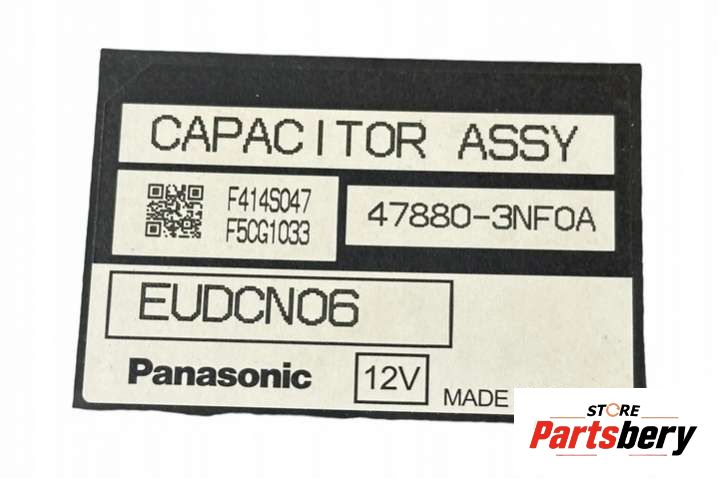 CAPACITOR ASSY
F414S047
F5CG1033
47880-3NF0A
EUDCN06
Panasonic
12V
MADE
STORE
Partsbery